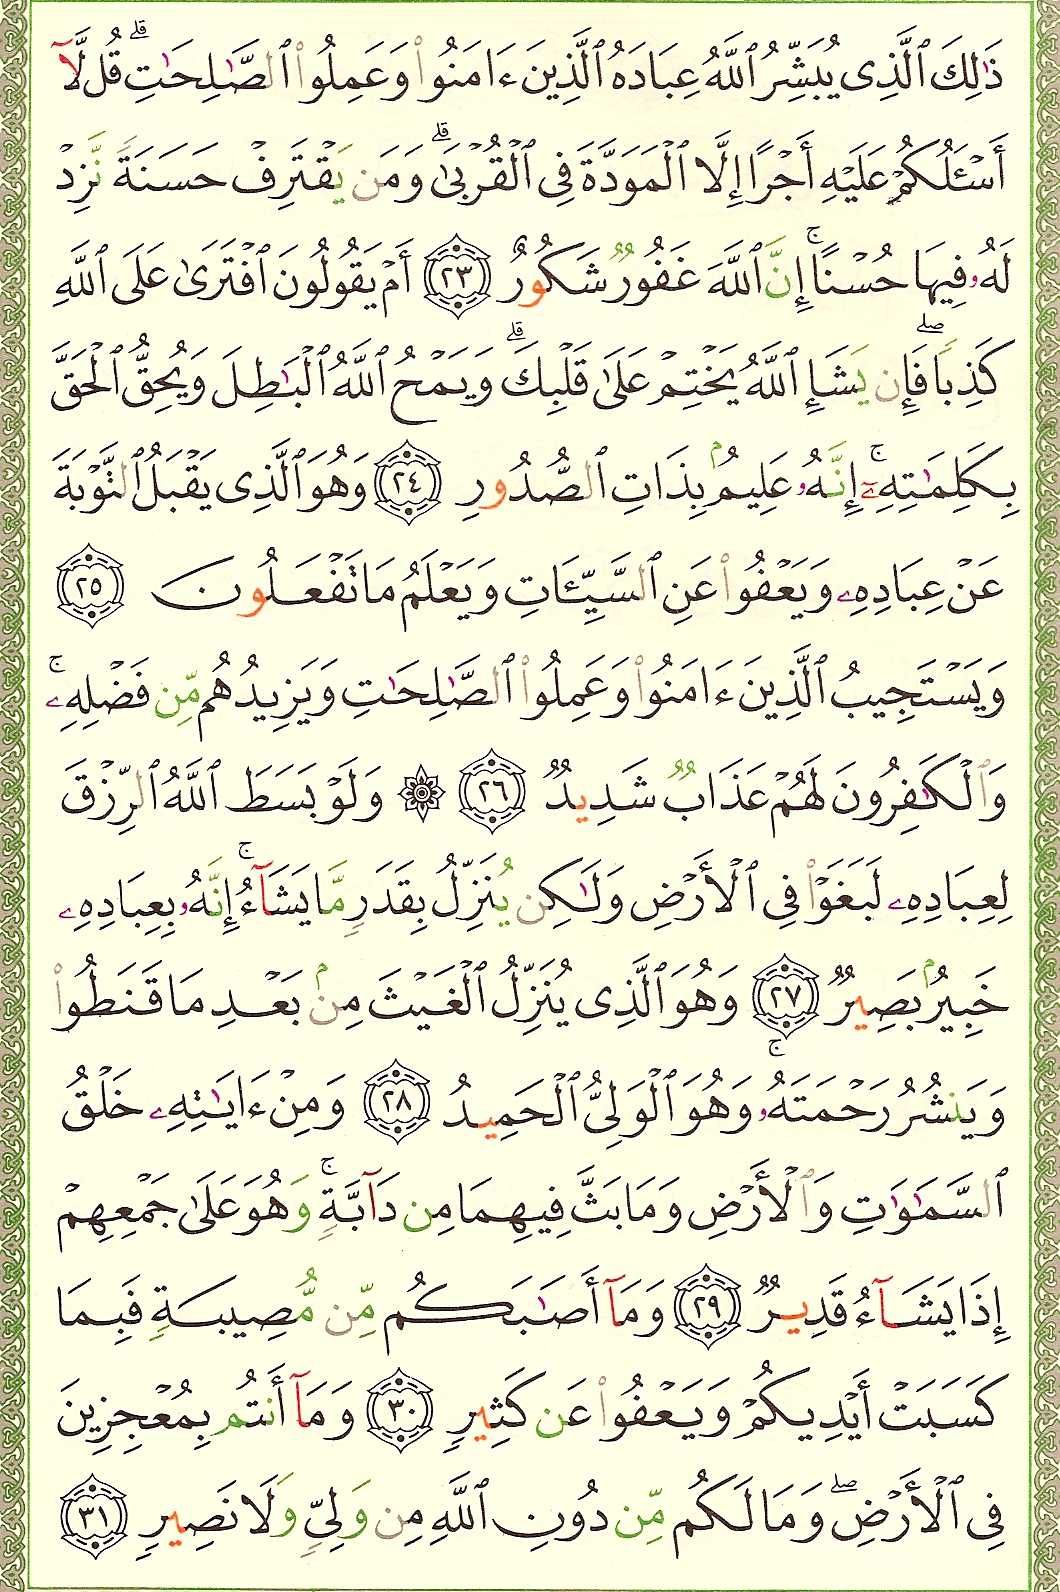 ذَٰلِكَ ٱلَّذِى يُبَشِّرُ ٱللَّهُ عِبَادَهُ ٱلَّذِينَ ءَامَنُوا۟ وَعَمِلُوا۟ ٱلصَّٰلِحَٰتِ ۗ قُل لَّآ
أَسْـَٔلُكُمْ عَلَيْهِ أَجْرًا إِلَّا ٱلْمَوَدَّةَ فِى ٱلْقُرْبَىٰ ۗ وَمَن يَقْتَرِفْ حَسَنَةً نَّزِدْ
لَهُۥ فِيهَا حُسْنًا ۚ إِنَّ ٱللَّهَ غَفُورٌ شَكُورٌ ٢٣ أَمْ يَقُولُونَ ٱفْتَرَىٰ عَلَى ٱللَّهِ
كَذِبًا ۖ فَإِن يَشَإِ ٱللَّهُ يَخْتِمْ عَلَىٰ قَلْبِكَ ۗ وَيَمْحُ ٱللَّهُ ٱلْبَٰطِلَ وَيُحِقُّ ٱلْحَقَّ
بِكَلِمَٰتِهِۦٓ ۚ إِنَّهُۥ عَلِيمٌۢ بِذَاتِ ٱلصُّدُورِ ٢٤ وَهُوَ ٱلَّذِى يَقْبَلُ ٱلتَّوْبَةَ
عَنْ عِبَادِهِۦ وَيَعْفُوا۟ عَنِ ٱلسَّيِّـَٔاتِ وَيَعْلَمُ مَا تَفْعَلُونَ ٢٥
وَيَسْتَجِيبُ ٱلَّذِينَ ءَامَنُوا۟ وَعَمِلُوا۟ ٱلصَّٰلِحَٰتِ وَيَزِيدُهُم مِّن فَضْلِهِۦ ۚ
وَٱلْكَٰفِرُونَ لَهُمْ عَذَابٌ شَدِيدٌ ٢٦ ۞ وَلَوْ بَسَطَ ٱللَّهُ ٱلرِّزْقَ
لِعِبَادِهِۦ لَبَغَوْا۟ فِى ٱلْأَرْضِ وَلَٰكِن يُنَزِّلُ بِقَدَرٍ مَّا يَشَآءُ ۚ إِنَّهُۥ بِعِبَادِهِۦ
خَبِيرٌۢ بَصِيرٌ ٢٧ وَهُوَ ٱلَّذِى يُنَزِّلُ ٱلْغَيْثَ مِنۢ بَعْدِ مَا قَنَطُوا۟
وَيَنشُرُ رَحْمَتَهُۥ ۚ وَهُوَ ٱلْوَلِىُّ ٱلْحَمِيدُ ٢٨ وَمِنْ ءَايَٰتِهِۦ خَلْقُ
ٱلسَّمَٰوَٰتِ وَٱلْأَرْضِ وَمَا بَثَّ فِيهِمَا مِن دَآبَّةٍ ۚ وَهُوَ عَلَىٰ جَمْعِهِمْ
إِذَا يَشَآءُ قَدِيرٌ ٢٩ وَمَآ أَصَٰبَكُم مِّن مُّصِيبَةٍ فَبِمَا
كَسَبَتْ أَيْدِيكُمْ وَيَعْفُوا۟ عَن كَثِيرٍ ٣٠ وَمَآ أَنتُم بِمُعْجِزِينَ
فِى ٱلْأَرْضِ ۖ وَمَا لَكُم مِّن دُونِ ٱللَّهِ مِن وَلِىٍّ وَلَا نَصِيرٍ ٣١